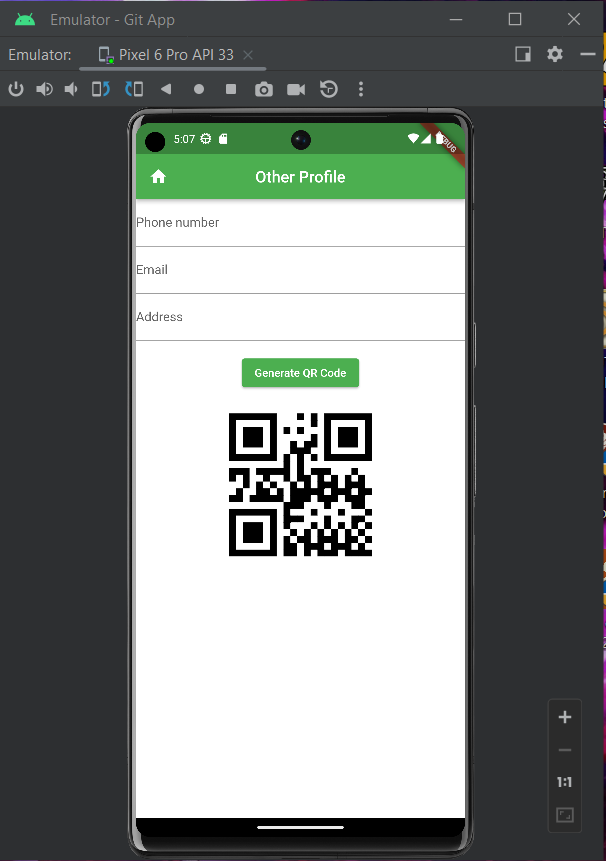 Emulator - Git App
Emulator:
Pixel 6 Pro API 33
5:07
Other Profile
Phone number
Email
Address
Generate QR Code
1:1